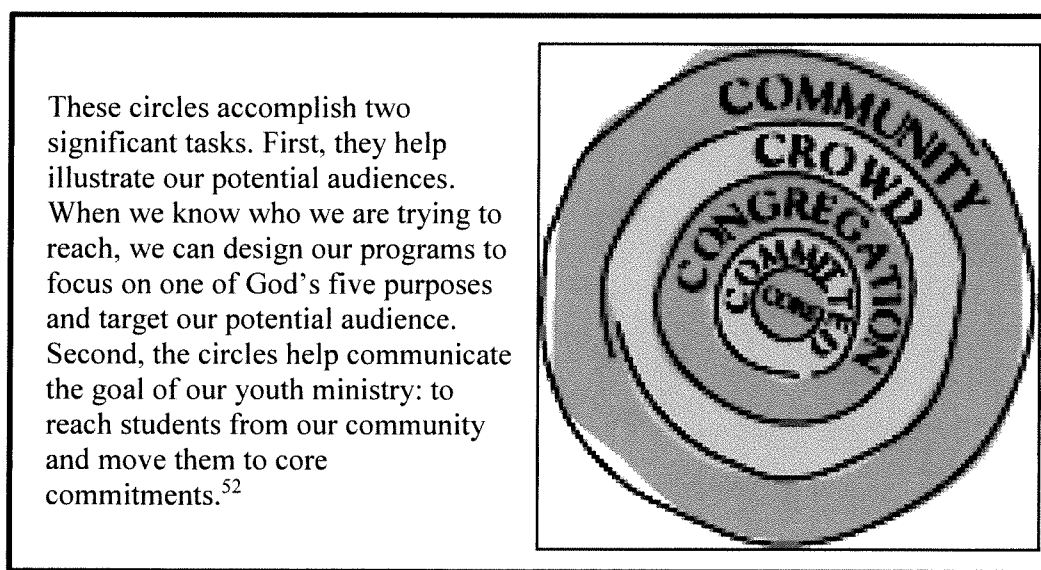 These circles accomplish two
significant tasks. First, they help
illustrate our potential audiences.
When we know who we are trying to
reach, we can design our programs to
focus on one of God's five purposes
and target our potential audience.
Second, the circles help communicate
the goal of our youth ministry: to
reach students from our community
and move them to core
commitments.52
COMMUNITY
CROWD
CONGREGATION
COMMITTED
CORE